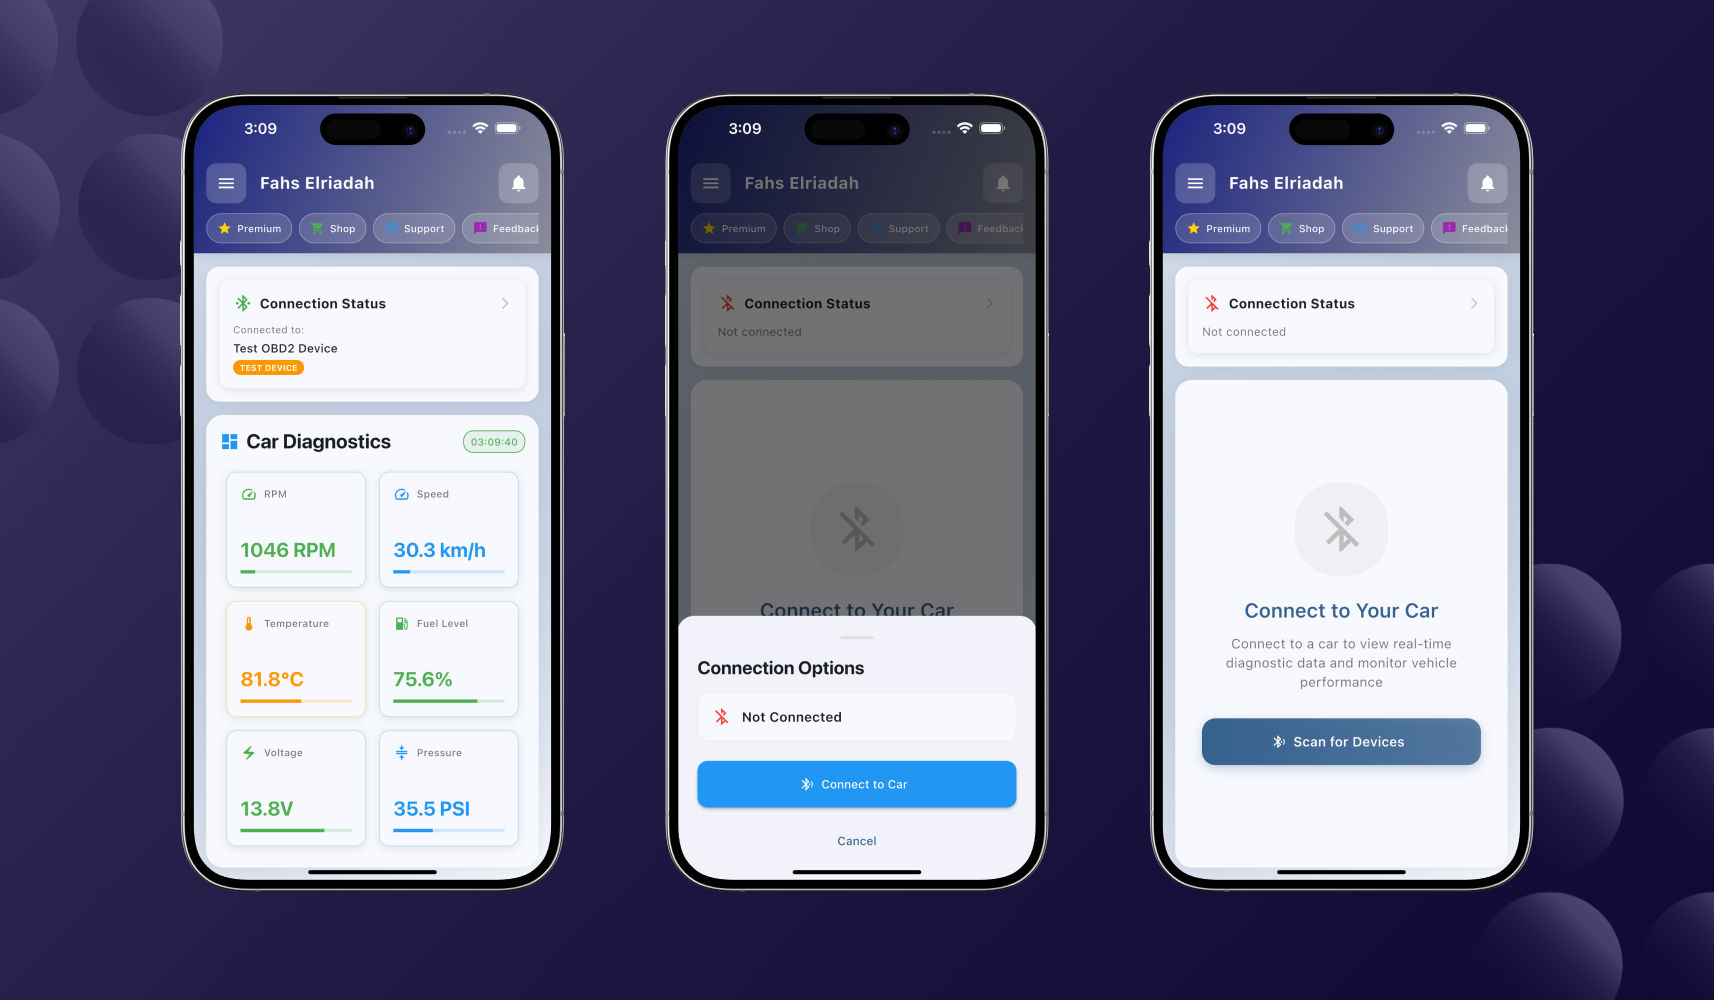 3:09
Fahs Elriadah
Premium
Shop
Support
Feedback
Connection Status
Connected to:
Test OBD2 Device
TEST DEVICE
Car Diagnostics
03:09:40
RPM
1046 RPM
Speed
30.3 km/h
Temperature
81.8°C
Fuel Level
75.6%
Voltage
13.8V
Pressure
35.5 PSI
3:09
Fahs Elriadah
Premium
Shop
Support
Feedback
Connection Status
Not connected
Connect to Your Car
Connection Options
Not Connected
Connect to Car
Cancel
3:09
Fahs Elriadah
Premium
Shop
Support
Feedback
Connection Status
Not connected
Connect to Your Car
Connect to a car to view real-time
diagnostic data and monitor vehicle
performance
Scan for Devices